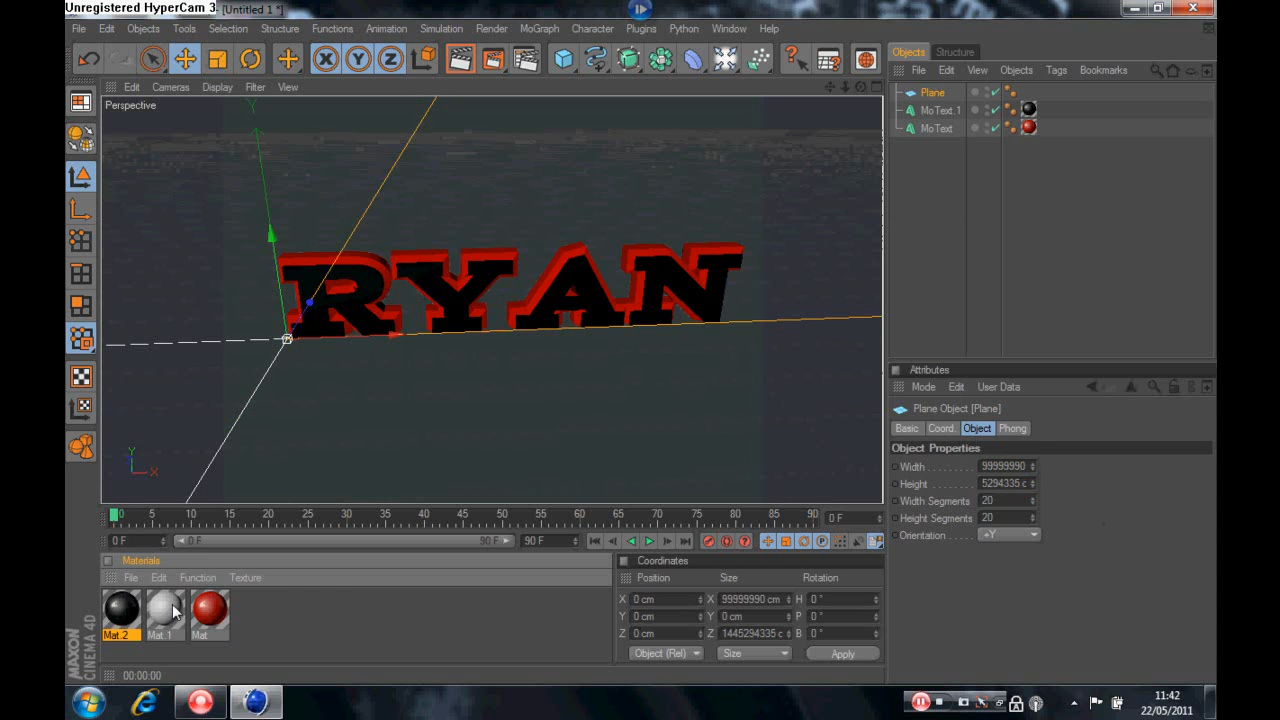 Unregistered HyperCam 3
[Untitled 1 *]
File Edit Objects Tools Selection Structure Functions Animation Simulation Render MoGraph Character Plugins Python Window Help
X Y Z
Objects Structure
File Edit View Objects Tags Bookmarks
Edit Cameras Display Filter View
Perspective
Plane
MoText.1
MoText
Y
RYAN
Y
X
Attributes
Mode Edit User Data
Plane Object [Plane]
Basic Coord. Object Phong
Object Properties
Width 99999990
Height 5294335 c
Width Segments 20
Height Segments 20
Orientation +Y
0 5 10 15 20 25 30 35 40 45 50 55 60 65 70 75 80 85 90 0 F
0 F 0 F 90 F 90 F
Materials
File Edit Function Texture
Mat.2 Mat.1 Mat
Coordinates
Position Size Rotation
X 0 cm X 99999990 cm H 0 °
Y 0 cm Y 0 cm P 0 °
Z 0 cm Z 1445294335 c B 0 °
Object (Rel) Size Apply
MAXON
CINEMA 4D
00:00:00
11:42
22/05/2011